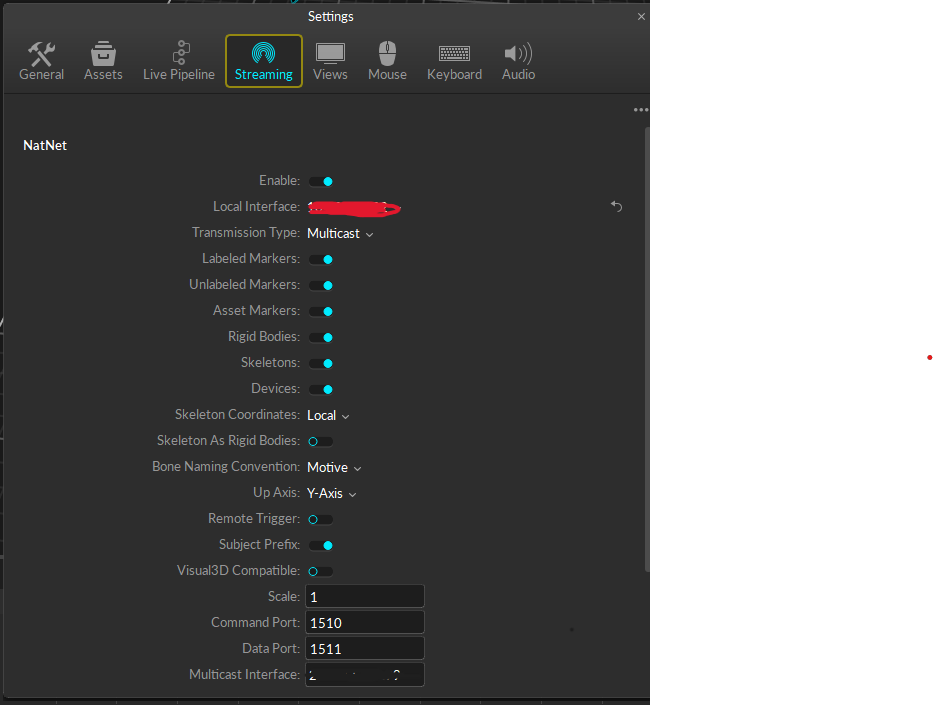 Settings
General Assets Live Pipeline Streaming Views Mouse Keyboard Audio
NatNet
Enable:
Local Interface:
Transmission Type: Multicast
Labeled Markers:
Unlabeled Markers:
Asset Markers:
Rigid Bodies:
Skeletons:
Devices:
Skeleton Coordinates: Local
Skeleton As Rigid Bodies:
Bone Naming Convention: Motive
Up Axis: Y-Axis
Remote Trigger:
Subject Prefix:
Visual3D Compatible:
Scale: 1
Command Port: 1510
Data Port: 1511
Multicast Interface: